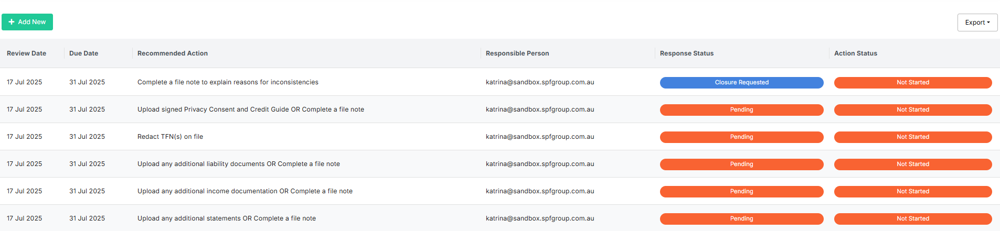 Add New
Export
Review Date Due Date Recommended Action Responsible Person Response Status Action Status
17 Jul 2025 31 Jul 2025 Complete a file note to explain reasons for inconsistencies katrina@sandbox.spfgroup.com.au Closure Requested Not Started
17 Jul 2025 31 Jul 2025 Upload signed Privacy Consent and Credit Guide OR Complete a file note katrina@sandbox.spfgroup.com.au Pending Not Started
17 Jul 2025 31 Jul 2025 Redact TFN(s) on file katrina@sandbox.spfgroup.com.au Pending Not Started
17 Jul 2025 31 Jul 2025 Upload any additional liability documents OR Complete a file note katrina@sandbox.spfgroup.com.au Pending Not Started
17 Jul 2025 31 Jul 2025 Upload any additional income documentation OR Complete a file note katrina@sandbox.spfgroup.com.au Pending Not Started
17 Jul 2025 31 Jul 2025 Upload any additional statements OR Complete a file note katrina@sandbox.spfgroup.com.au Pending Not Started